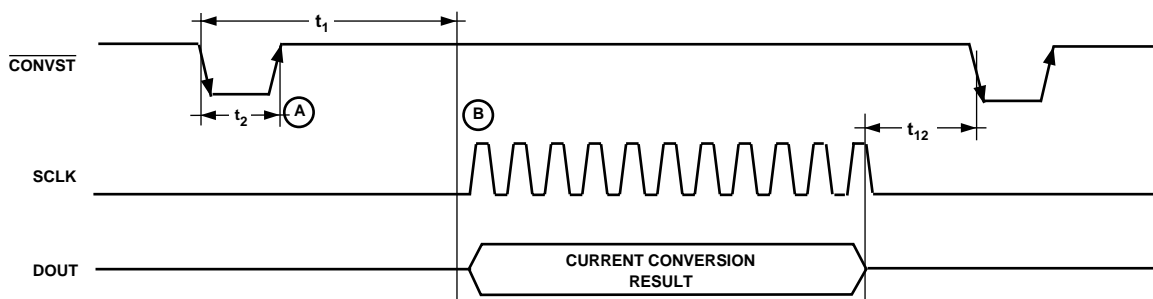 t1
CONVST
t2
A
B
t12
SCLK
DOUT
CURRENT CONVERSION
RESULT